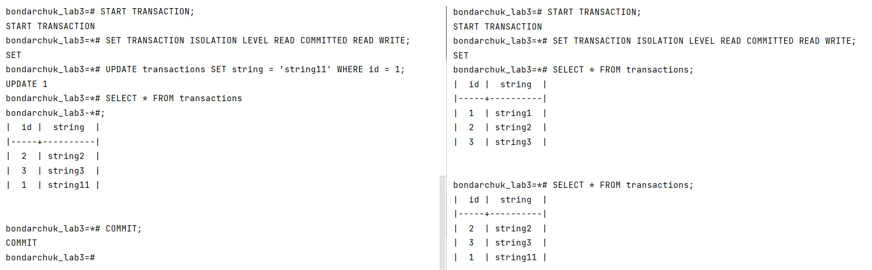 bondarchuk_lab3=# START TRANSACTION;
START TRANSACTION
bondarchuk_lab3=*# SET TRANSACTION ISOLATION LEVEL READ COMMITTED READ WRITE;
SET
bondarchuk_lab3=*# UPDATE transactions SET string = 'string11' WHERE id = 1;
UPDATE 1
bondarchuk_lab3=*# SELECT * FROM transactions
bondarchuk_lab3-*#;
|  id |  string  |
|-----+----------|
|  2  | string2  |
|  3  | string3  |
|  1  | string11 |
bondarchuk_lab3=*# COMMIT;
COMMIT
bondarchuk_lab3=#
bondarchuk_lab3=# START TRANSACTION;
START TRANSACTION
bondarchuk_lab3=*# SET TRANSACTION ISOLATION LEVEL READ COMMITTED READ WRITE;
SET
bondarchuk_lab3=*# SELECT * FROM transactions;
|  id |  string  |
|-----+----------|
|  1  | string1  |
|  2  | string2  |
|  3  | string3  |
bondarchuk_lab3=*# SELECT * FROM transactions;
|  id |  string  |
|-----+----------|
|  2  | string2  |
|  3  | string3  |
|  1  | string11 |